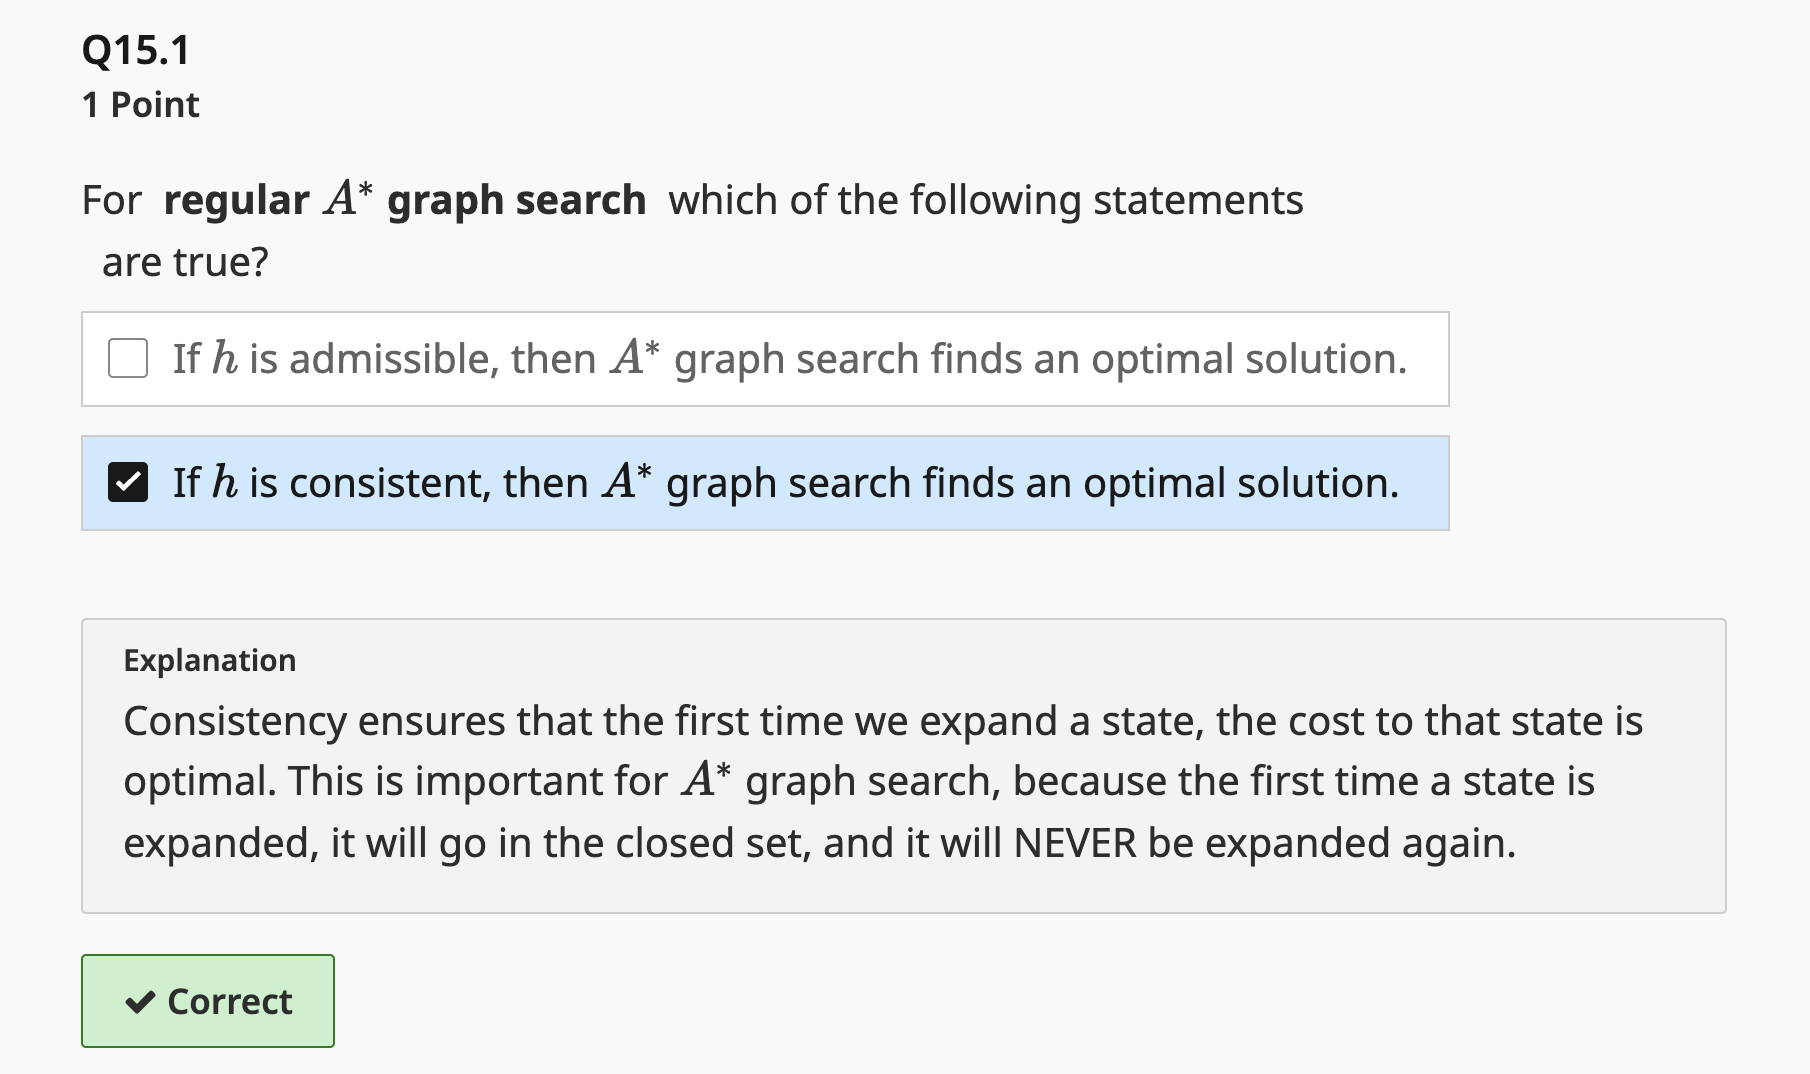 Q15.1
1 Point
For regular A* graph search which of the following statements
are true?
If h is admissible, then A* graph search finds an optimal solution.
If h is consistent, then A* graph search finds an optimal solution.
Explanation
Consistency ensures that the first time we expand a state, the cost to that state is
optimal. This is important for A* graph search, because the first time a state is
expanded, it will go in the closed set, and it will NEVER be expanded again.
Correct